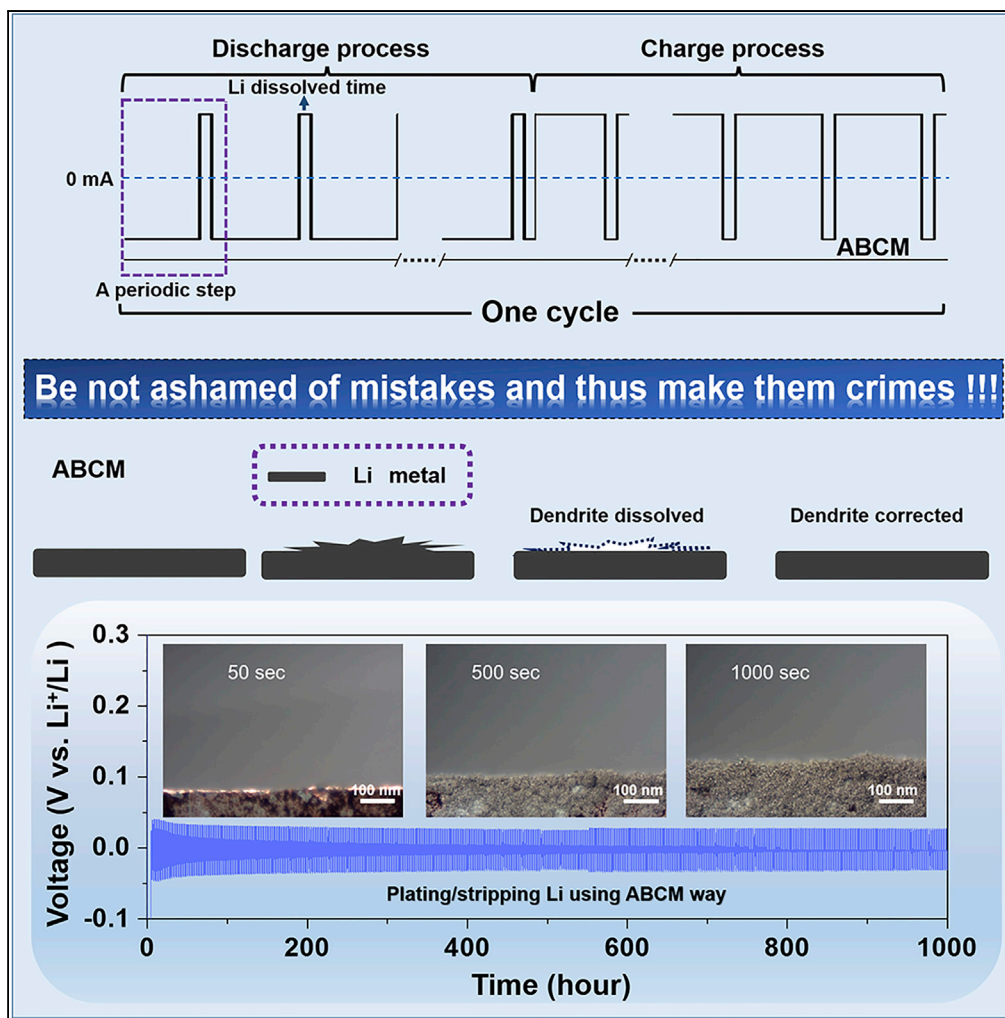 Discharge process
Charge process
Li dissolved time
0 mA
ABCM
A periodic step
One cycle
Be not ashamed of mistakes and thus make them crimes !!!
ABCM
Li metal
Dendrite dissolved
Dendrite corrected
Voltage (V vs. Li⁺/Li )
0.3
0.2
0.1
0.0
-0.1
50 sec
500 sec
1000 sec
100 nm
100 nm
100 nm
Plating/stripping Li using ABCM way
0 200 400 600 800 1000
Time (hour)